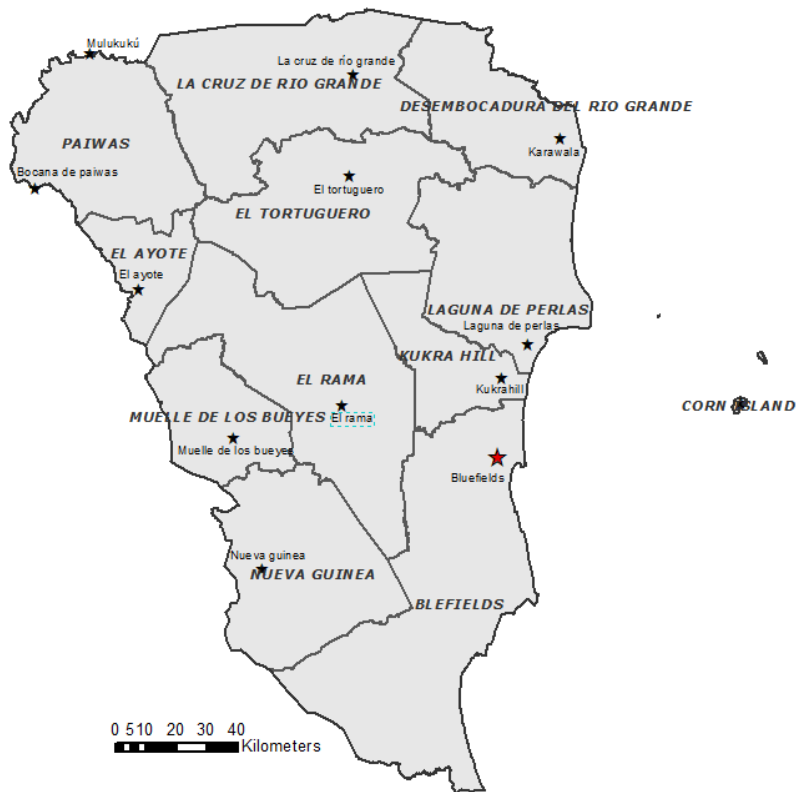 Mulukukú
La cruz de río grande
LA CRUZ DE RIO GRANDE
DESEMBOCADURA DEL RIO GRANDE
PAIWAS
Karawala
Bocana de paiwas
El tortuguero
EL TORTUGUERO
EL AYOTE
El ayote
LAGUNA DE PERLAS
Laguna de perlas
KUKRA HILL
EL RAMA
Kukrahill
CORN ISLAND
MUELLE DE LOS BUEYES
El rama
Muelle de los bueyes
Bluefields
Nueva guinea
NUEVA GUINEA
BLEFIELDS
0 5 10 20 30 40
Kilometers